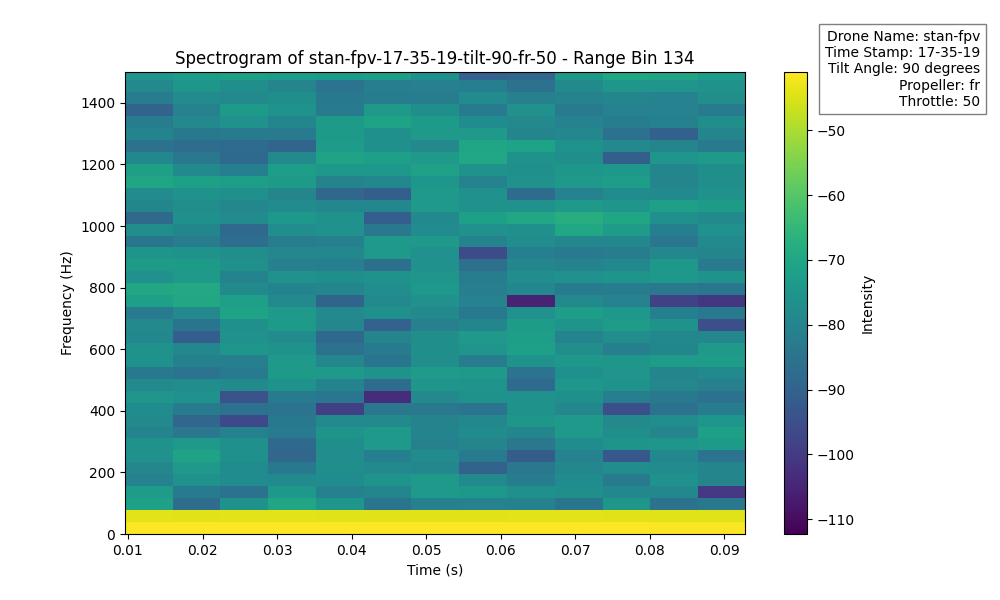 Drone Name: stan-fpv
Time Stamp: 17-35-19
Tilt Angle: 90 degrees
Propeller: fr
Throttle: 50
Spectrogram of stan-fpv-17-35-19-tilt-90-fr-50 - Range Bin 134
Frequency (Hz)
1400
1200
1000
800
600
400
200
0
0.01 0.02 0.03 0.04 0.05 0.06 0.07 0.08 0.09
Time (s)
−50
−60
−70
−80
−90
−100
−110
Intensity